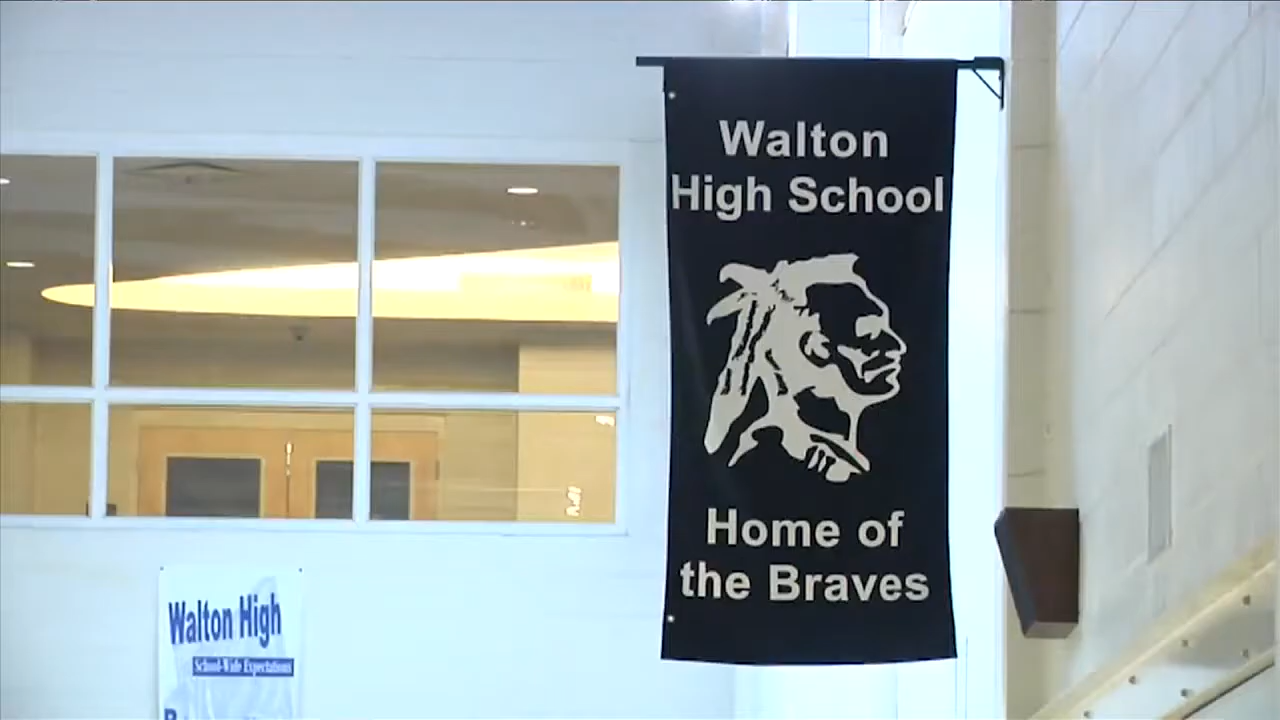 Walton
High School
Home of
the Braves
Walton High
School-Wide Expectations